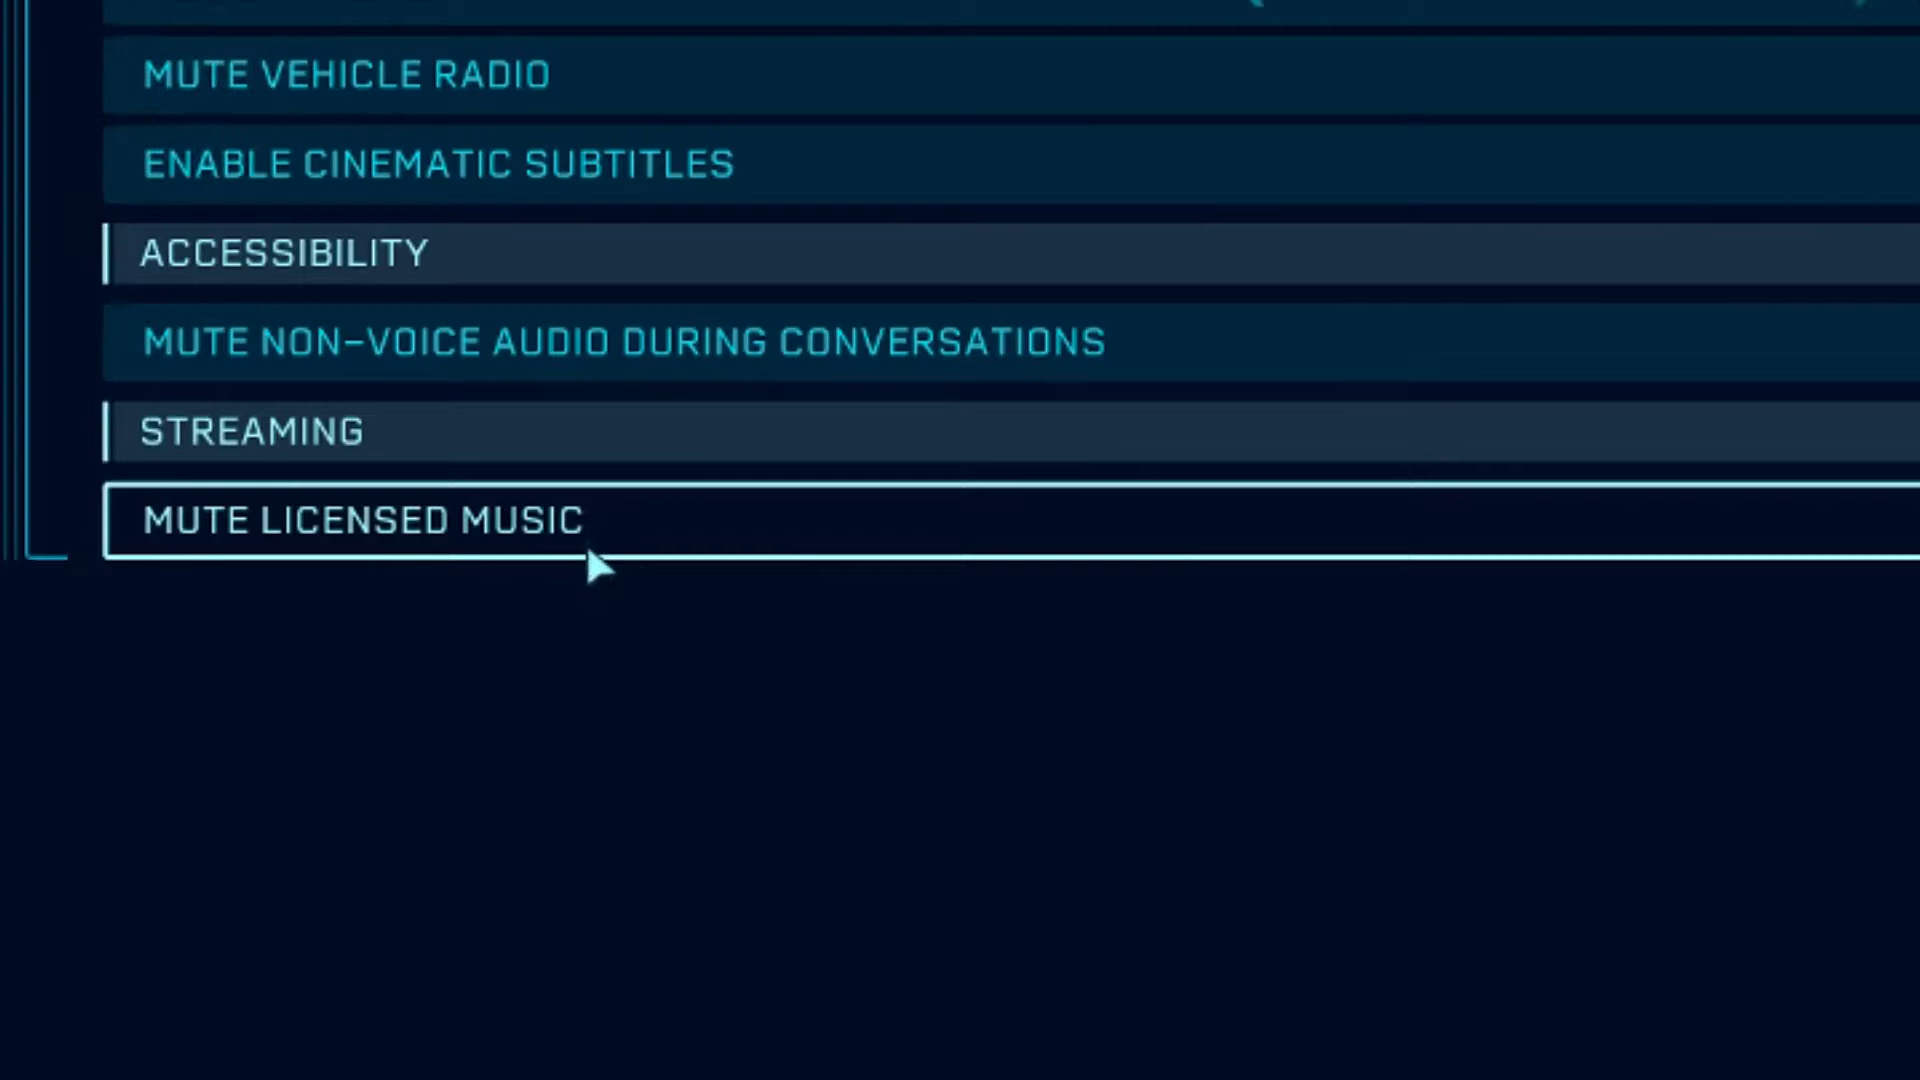 MUTE VEHICLE RADIO
ENABLE CINEMATIC SUBTITLES
ACCESSIBILITY
MUTE NON-VOICE AUDIO DURING CONVERSATIONS
STREAMING
MUTE LICENSED MUSIC